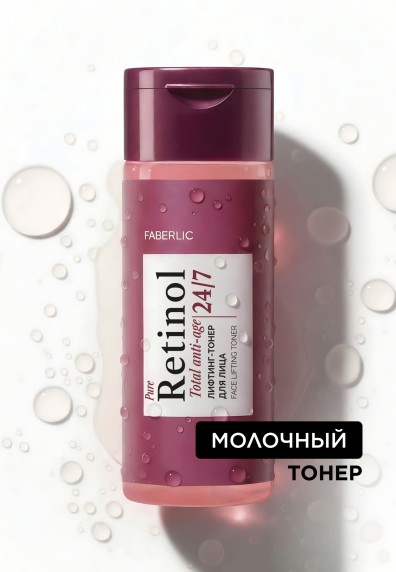 FABERLIC
Pure
Retinol
Total anti-age 24/7
ЛИФТИНГ-ТОНЕР
ДЛЯ ЛИЦА
FACE LIFTING TONER
МОЛОЧНЫЙ
ТОНЕР